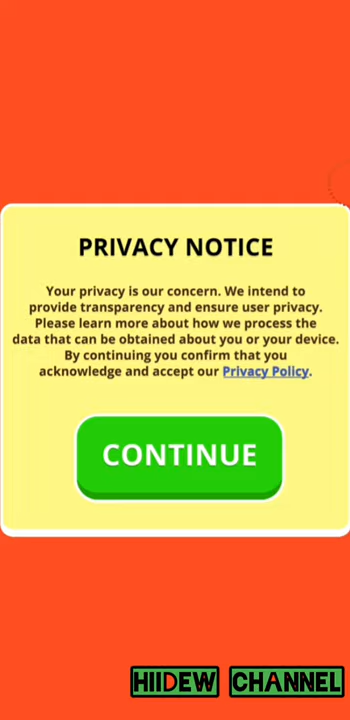 PRIVACY NOTICE
Your privacy is our concern. We intend to
provide transparency and ensure user privacy.
Please learn more about how we process the
data that can be obtained about you or your device.
By continuing you confirm that you
acknowledge and accept our Privacy Policy.
CONTINUE
HIIDEW CHANNEL